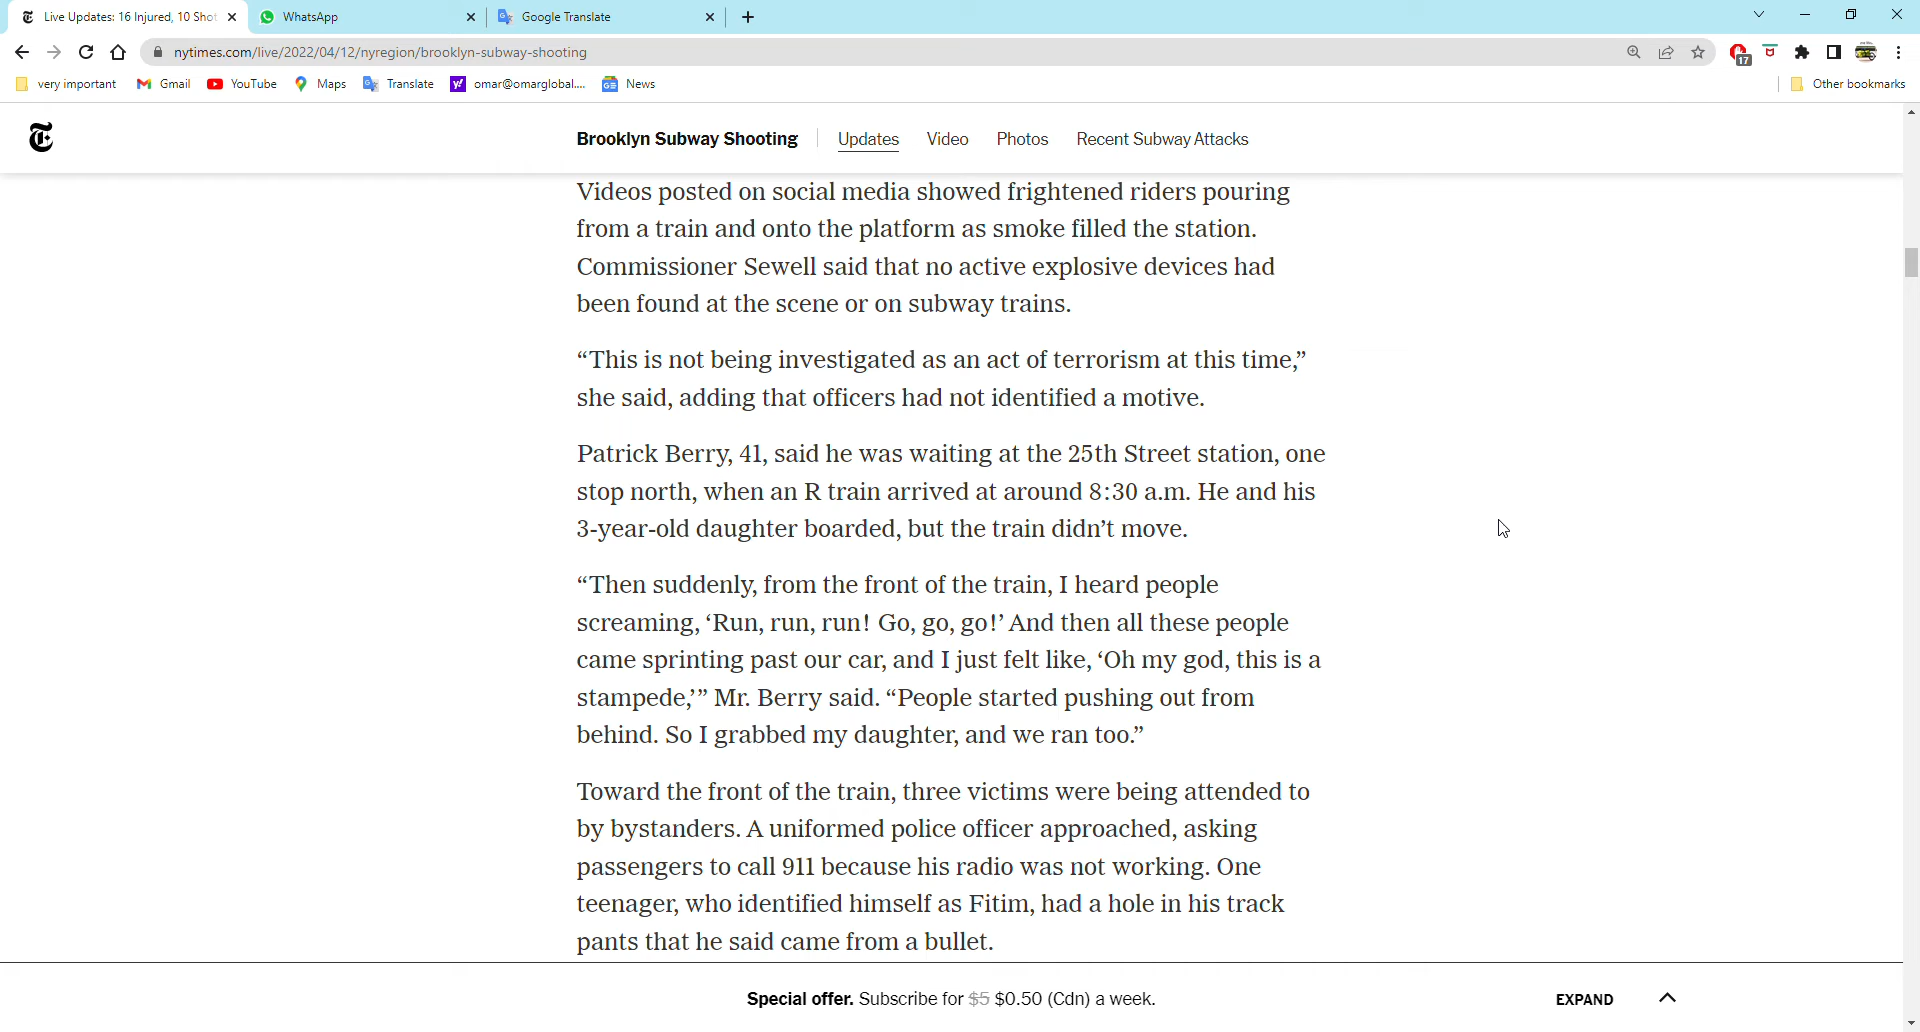 Live Updates: 16 Injured, 10 Shot
WhatsApp
Google Translate
nytimes.com/live/2022/04/12/nyregion/brooklyn-subway-shooting
17
very important
Gmail
YouTube
Maps
Translate
omar@omarglobal....
News
Other bookmarks
Brooklyn Subway Shooting
Updates
Video
Photos
Recent Subway Attacks
Videos posted on social media showed frightened riders pouring
from a train and onto the platform as smoke filled the station.
Commissioner Sewell said that no active explosive devices had
been found at the scene or on subway trains.
“This is not being investigated as an act of terrorism at this time,”
she said, adding that officers had not identified a motive.
Patrick Berry, 41, said he was waiting at the 25th Street station, one
stop north, when an R train arrived at around 8:30 a.m. He and his
3-year-old daughter boarded, but the train didn’t move.
“Then suddenly, from the front of the train, I heard people
screaming, ‘Run, run, run! Go, go, go!’ And then all these people
came sprinting past our car, and I just felt like, ‘Oh my god, this is a
stampede,’” Mr. Berry said. “People started pushing out from
behind. So I grabbed my daughter, and we ran too.”
Toward the front of the train, three victims were being attended to
by bystanders. A uniformed police officer approached, asking
passengers to call 911 because his radio was not working. One
teenager, who identified himself as Fitim, had a hole in his track
pants that he said came from a bullet.
Special offer. Subscribe for $5 $0.50 (Cdn) a week.
EXPAND